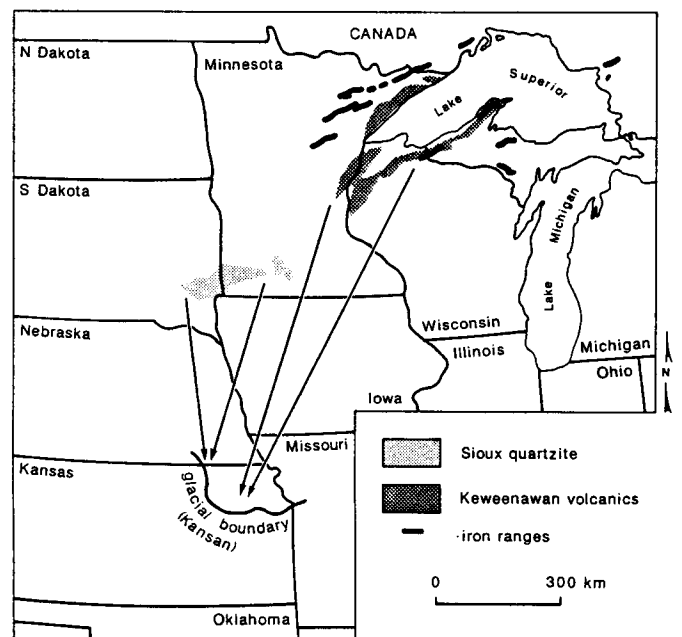 CANADA
N Dakota
Minnesota
Superior
Lake
S Dakota
Lake Michigan
Nebraska
Wisconsin
Illinois
Michigan
Ohio
N
Iowa
Missouri
Kansas
glacial boundary
(Kansan)
Oklahoma
Sioux quartzite
Keweenawan volcanics
·iron ranges
0 300 km